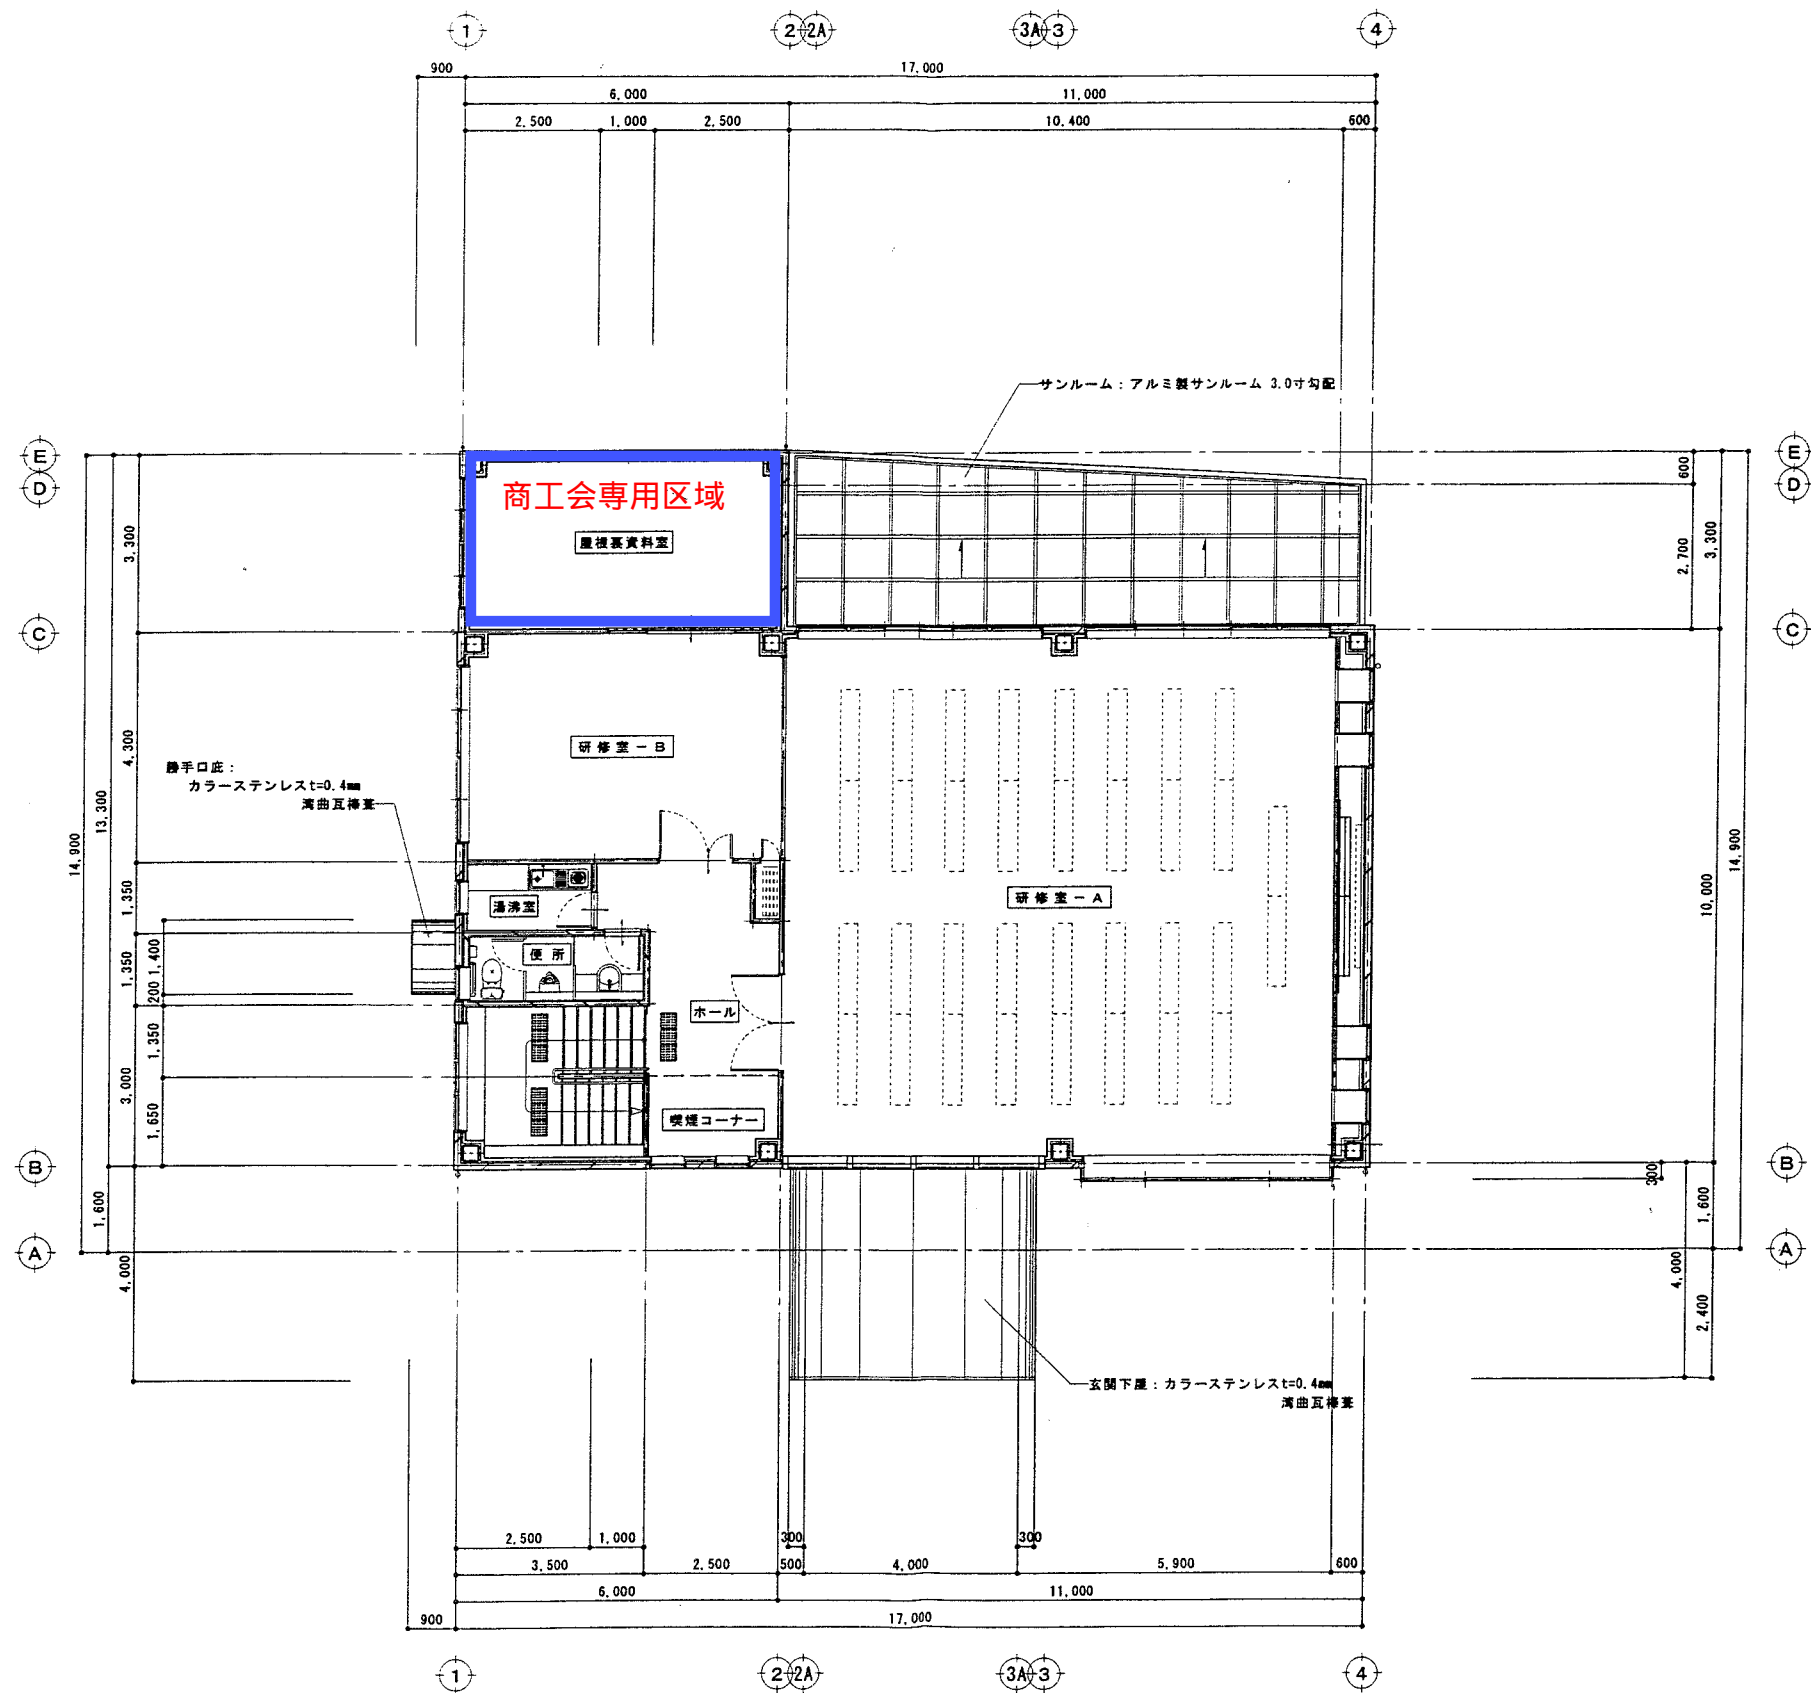 1 2 2A 3A 3 4
900 17,000
6,000 11,000
2,500 1,000 2,500 10,400 600
サンルーム：アルミ製サンルーム 3.0寸勾配
E E
D D
商工会専用区域
屋根裏資料室
3,300 600 2,700 3,300
C C
研修室－B
4,300
勝手口庇：
カラーステンレスt=0.4mm
湾曲瓦棒葺
13,300
14,900 14,900
1,350
湯沸室
研修室－A
10,000
1,350 1,400
便所
200
ホール
1,350
3,000
1,650
喫煙コーナー
B B
300
1,600 1,600
A A
4,000 4,000
2,400
玄関下屋：カラーステンレスt=0.4mm
湾曲瓦棒葺
2,500 1,000 300 300
3,500 2,500 500 4,000 5,900 600
6,000 11,000
900 17,000
1 2 2A 3A 3 4